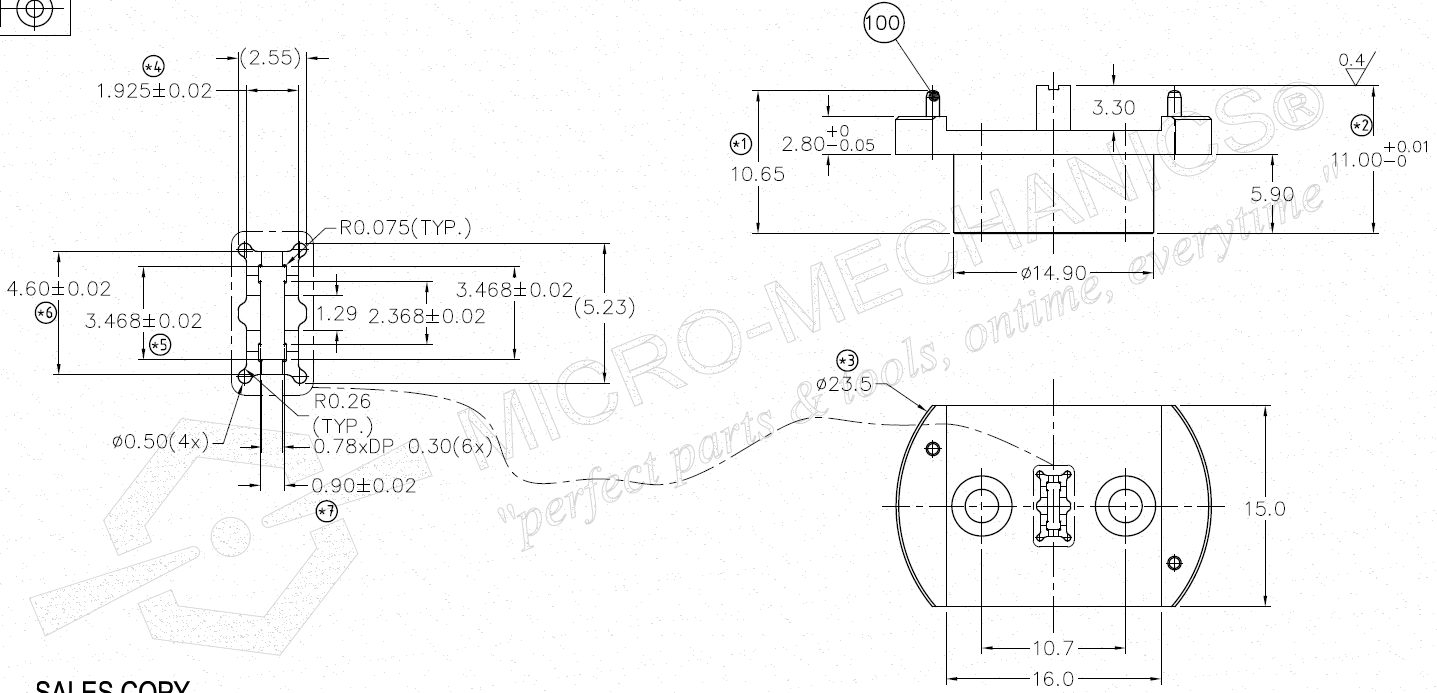 100
(2.55)
*4
1.925±0.02
0.4
3.30
*1
2.80 +0 -0.05
*2
11.00 +0.01 -0
10.65
5.90
R0.075(TYP.)
ø14.90
4.60±0.02
*6
3.468±0.02
(5.23)
3.468±0.02
*5
1.29
2.368±0.02
*3
ø23.5
R0.26
(TYP.)
ø0.50(4x)
0.78xDP 0.30(6x)
0.90±0.02
*7
15.0
10.7
16.0
MICRO-MECHANICS®
"perfect parts & tools, ontime, everytime"
SALES COPY